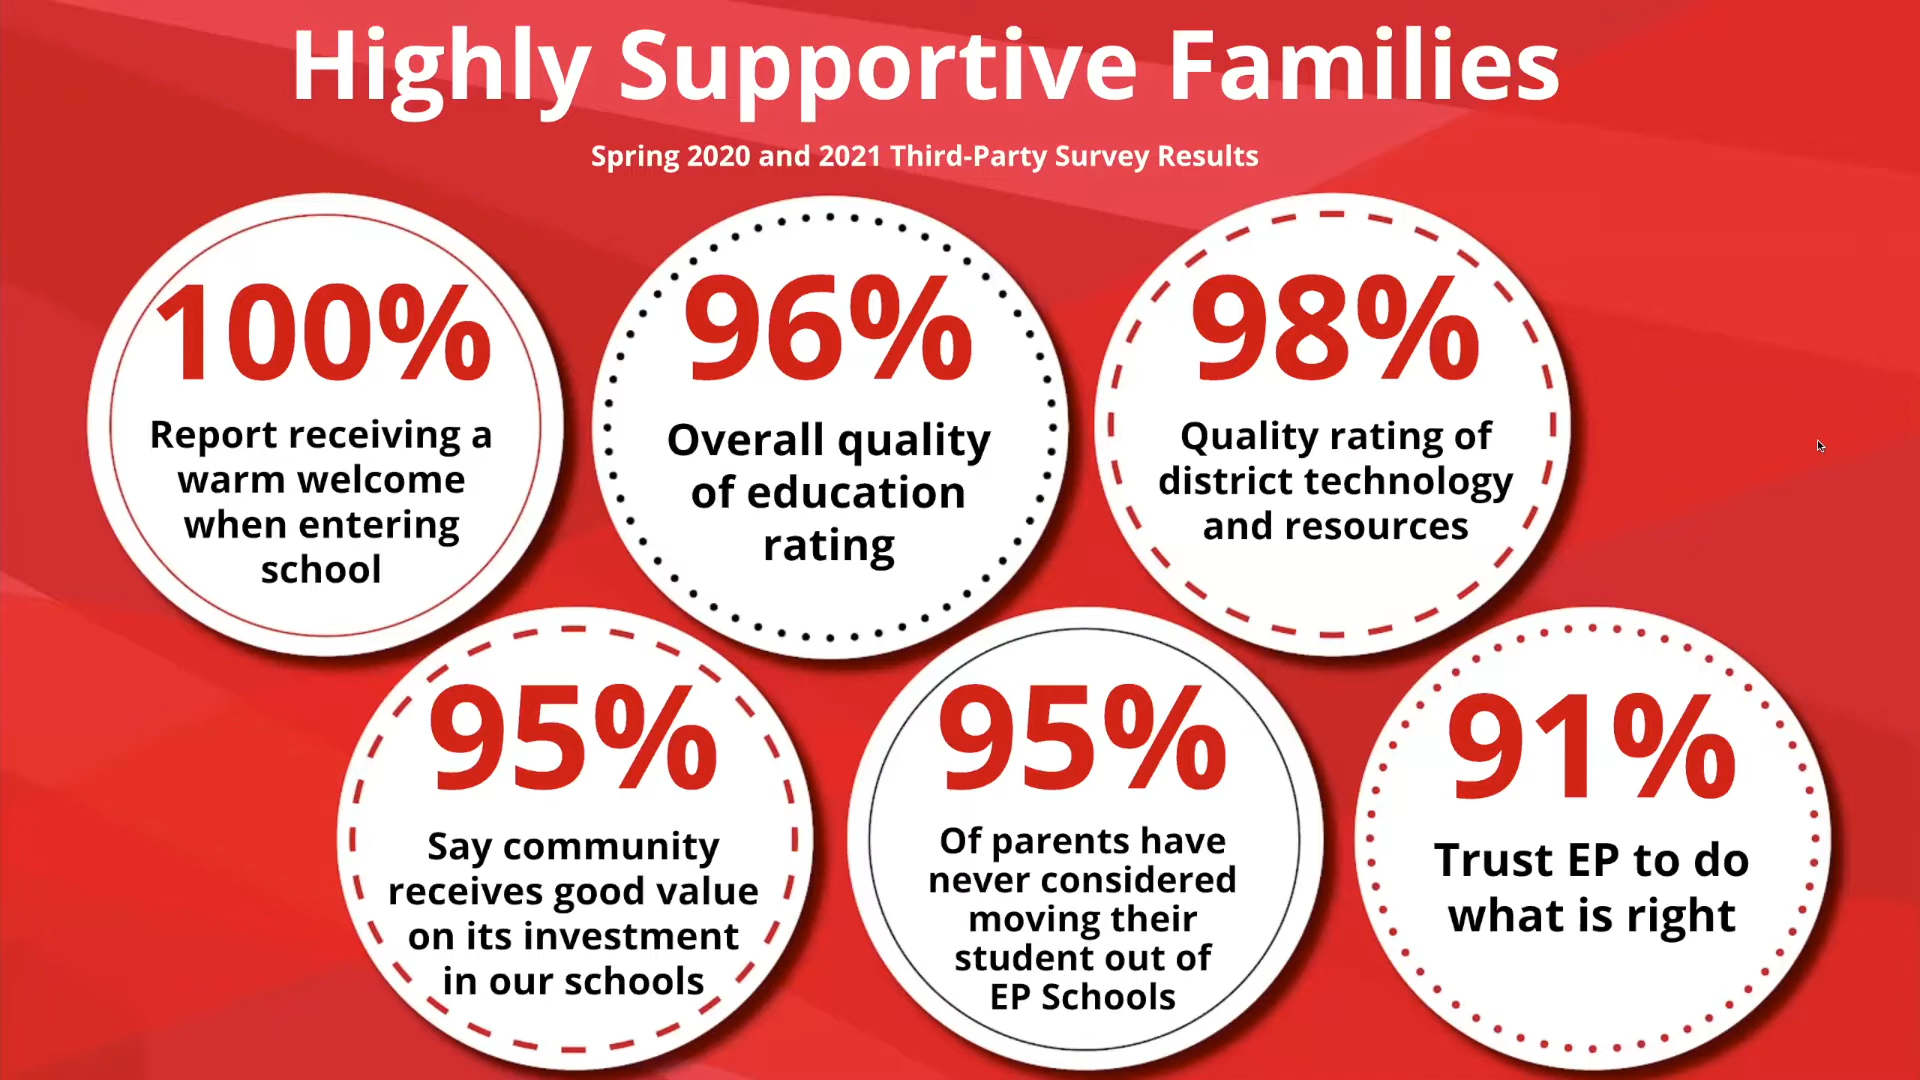 Highly Supportive Families
Spring 2020 and 2021 Third-Party Survey Results
100%
Report receiving a
warm welcome
when entering
school
96%
Overall quality
of education
rating
98%
Quality rating of
district technology
and resources
95%
Say community
receives good value
on its investment
in our schools
95%
Of parents have
never considered
moving their
student out of
EP Schools
91%
Trust EP to do
what is right